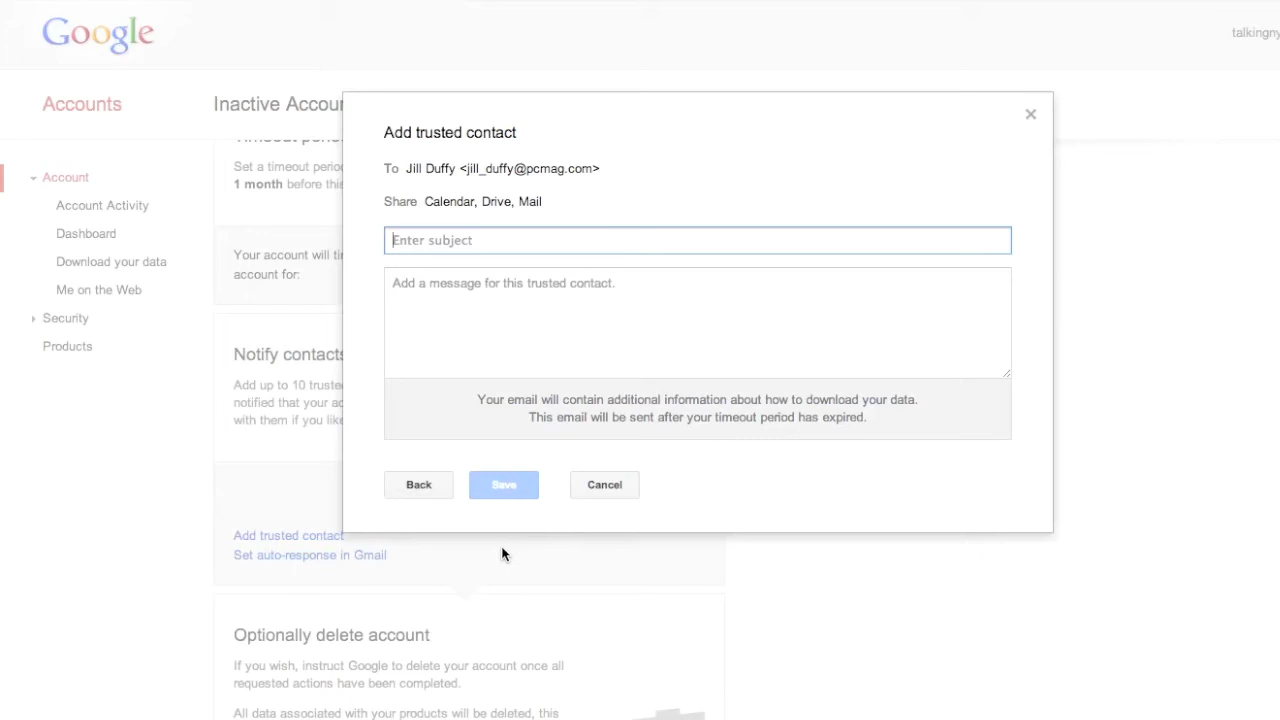 Google
talkingny
Accounts
Inactive Accoun
Account
Account Activity
Dashboard
Download your data
Me on the Web
Security
Products
Timeout peri
Set a timeout period
1 month before this
Your account will ti
account for:
Notify contacts
Add up to 10 truste
notified that your ac
with them if you like
Add trusted contact
Set auto-response in Gmail
Optionally delete account
If you wish, instruct Google to delete your account once all
requested actions have been completed.
All data associated with your products will be deleted, this
Add trusted contact
To Jill Duffy <jill_duffy@pcmag.com>
Share Calendar, Drive, Mail
Enter subject
Add a message for this trusted contact.
Your email will contain additional information about how to download your data.
This email will be sent after your timeout period has expired.
Back Save Cancel